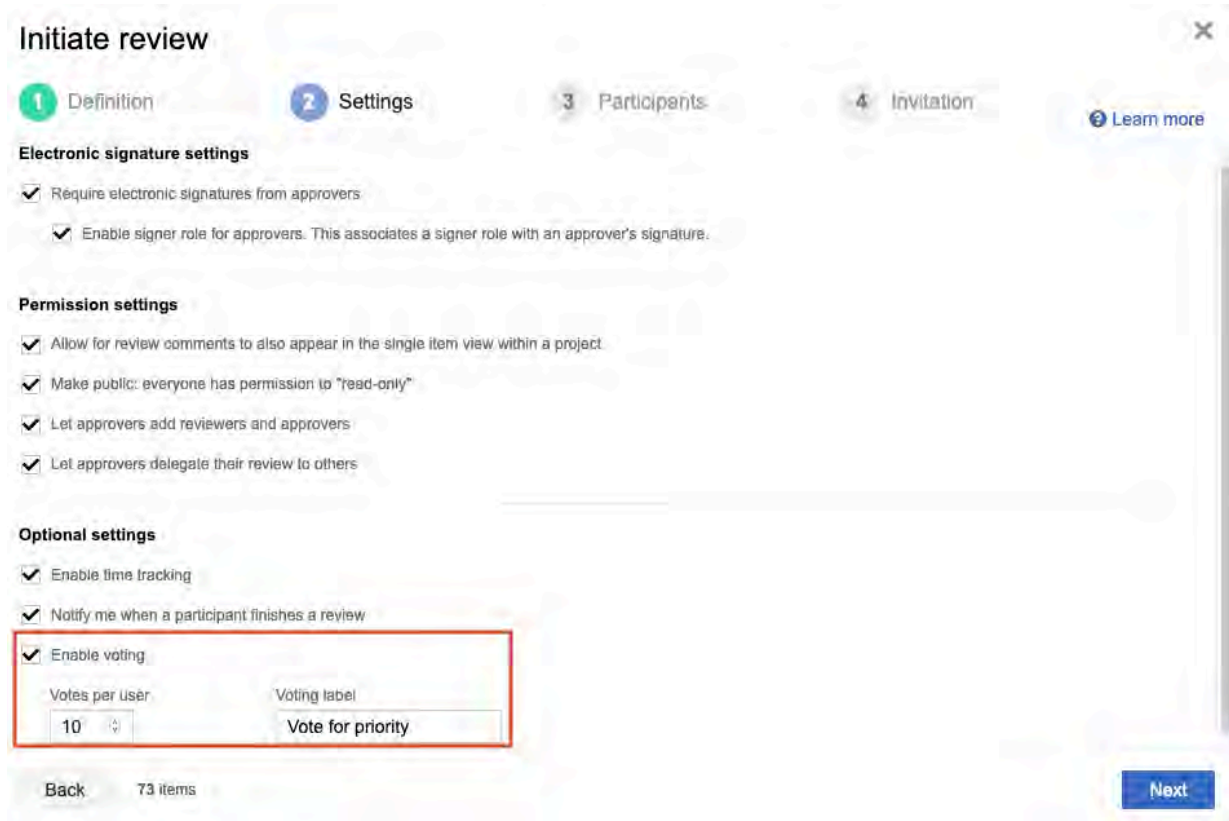 Initiate review
1 Definition 2 Settings 3 Participants 4 Invitation
Learn more
Electronic signature settings
Require electronic signatures from approvers
Enable signer role for approvers. This associates a signer role with an approver's signature.
Permission settings
Allow for review comments to also appear in the single item view within a project
Make public: everyone has permission to "read-only"
Let approvers add reviewers and approvers
Let approvers delegate their review to others
Optional settings
Enable time tracking
Notify me when a participant finishes a review
Enable voting
Votes per user Voting label
10 Vote for priority
Back 73 items Next